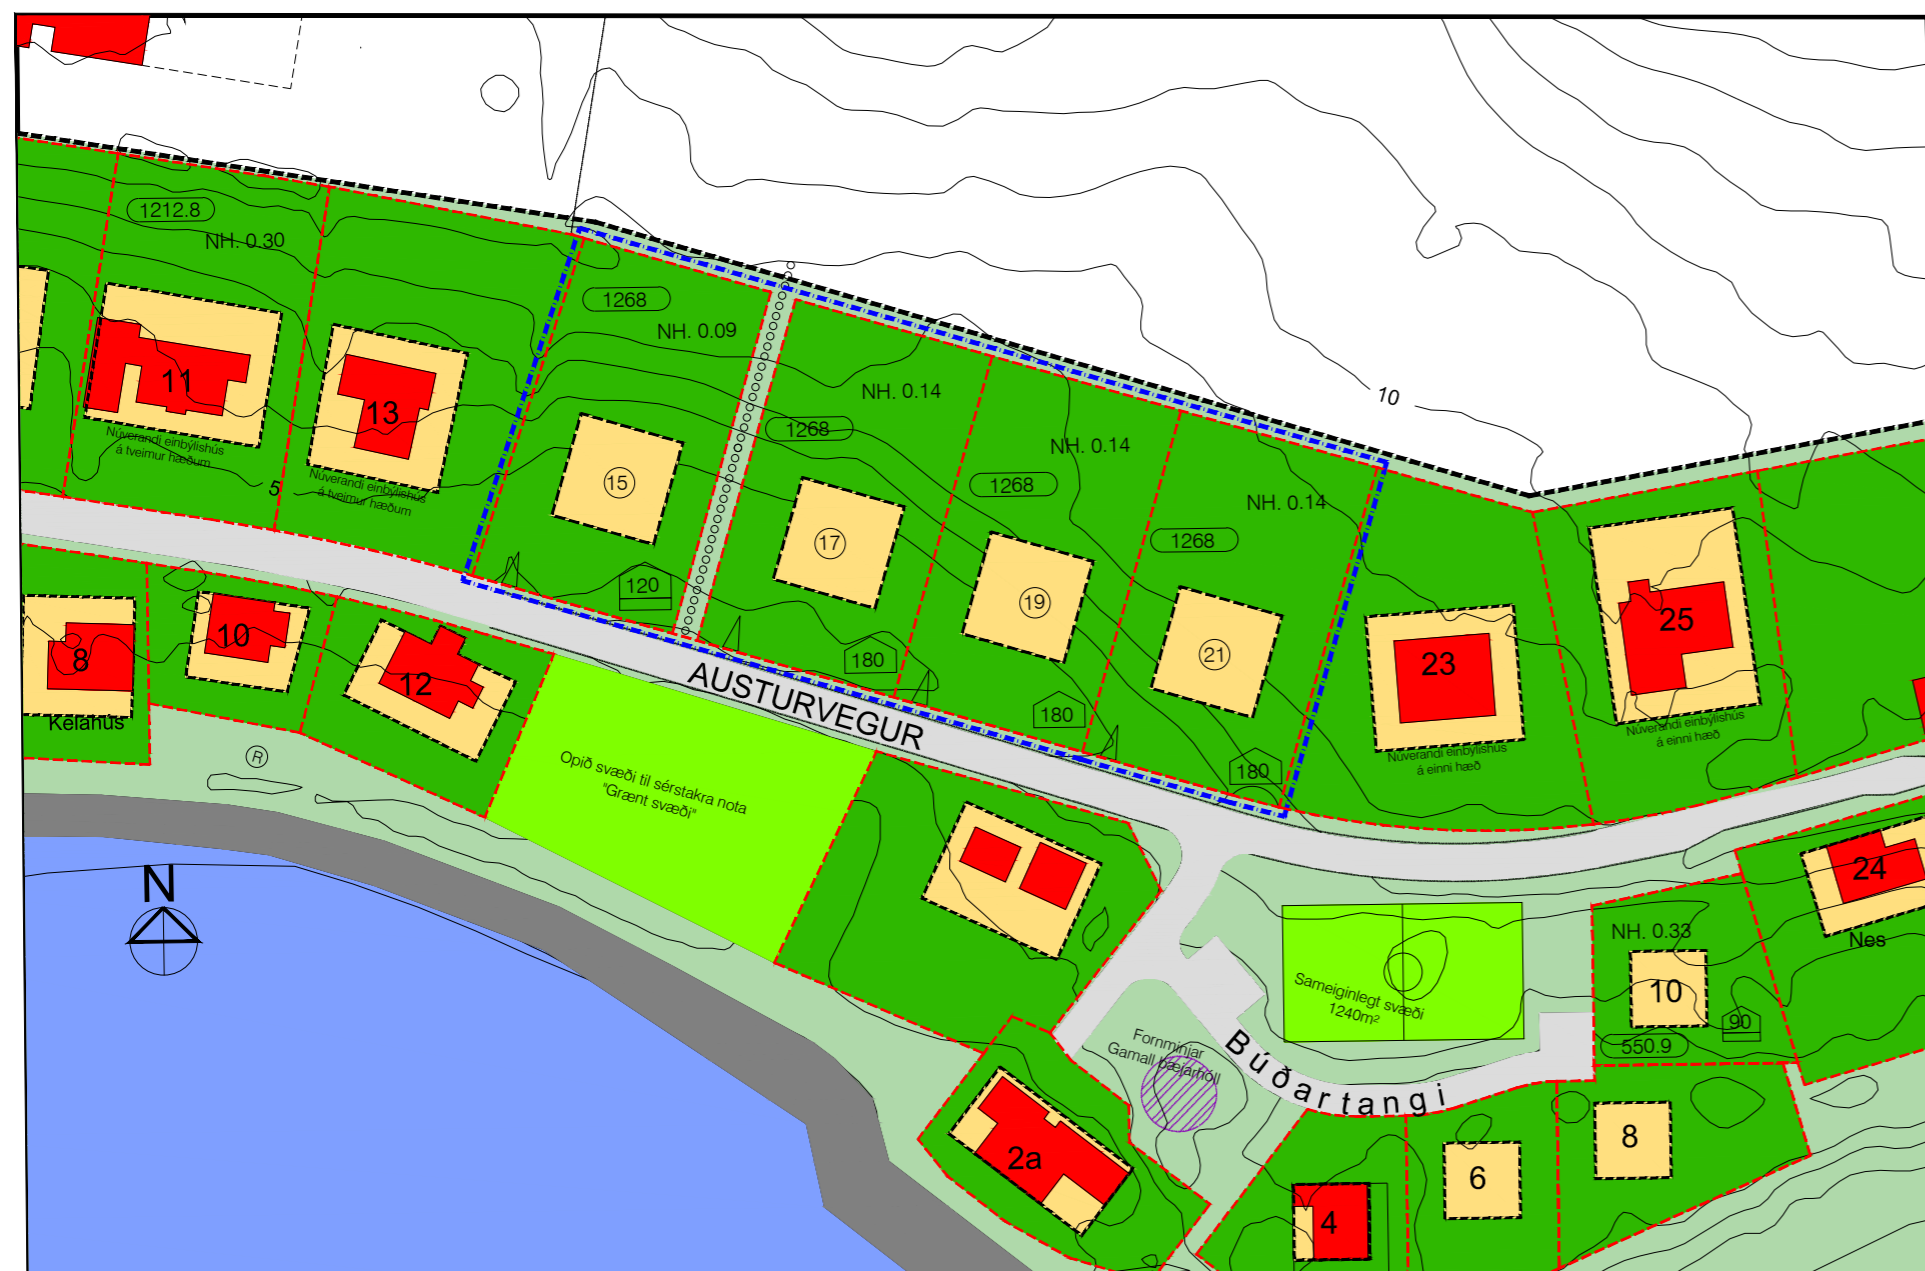 1212.8
NH. 0.30
1268
NH. 0.09
NH. 0.14
1268
NH. 0.14
1268
NH. 0.14
1268
10
11
Núverandi einbýlishús
á tveimur hæðum
13
Núverandi einbýlishús
á tveimur hæðum
5
15
17
19
21
120
180
180
180
23
Núverandi einbýlishús
á einni hæð
25
Núverandi einbýlishús
á einni hæð
8
Kelahús
10
12
R
AUSTURVEGUR
Opið svæði til sérstakra nota
"Grænt svæði"
N
24
Nes
NH. 0.33
10
90
550.9
Sameiginlegt svæði
1240m²
Fornminjar
Gamall bæjarhóll
Búðartangi
2a
4
6
8